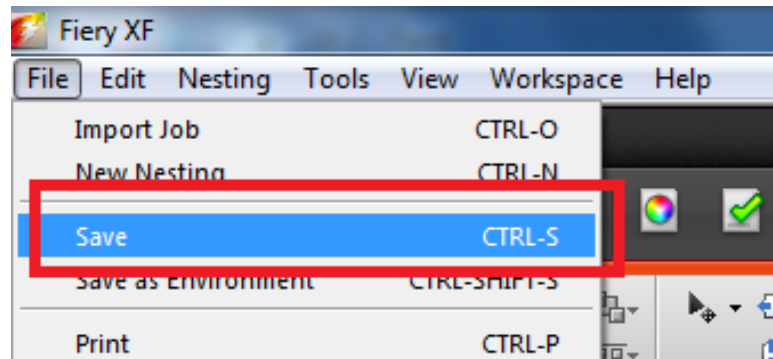 Fiery XF
File Edit Nesting Tools View Workspace Help
Import Job CTRL-O
New Nesting CTRL-N
Save CTRL-S
Save as Environment CTRL-SHIFT-S
Print CTRL-P